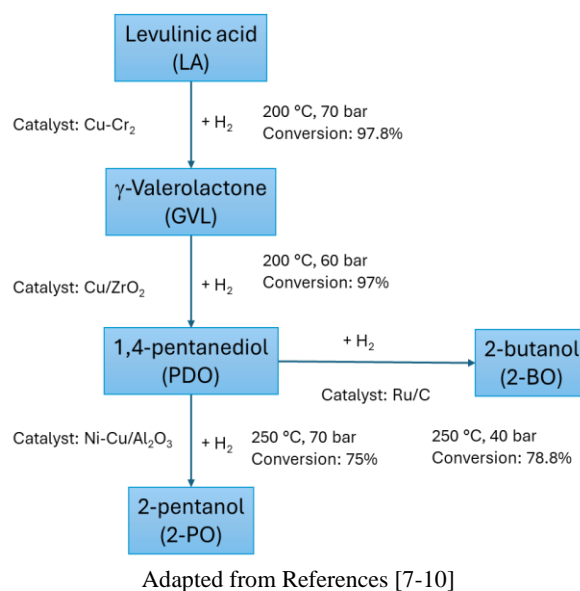 Levulinic acid
(LA)
Catalyst: Cu-Cr₂
+ H₂
200 °C, 70 bar
Conversion: 97.8%
γ-Valerolactone
(GVL)
Catalyst: Cu/ZrO₂
+ H₂
200 °C, 60 bar
Conversion: 97%
1,4-pentanediol
(PDO)
+ H₂
Catalyst: Ru/C
2-butanol
(2-BO)
Catalyst: Ni-Cu/Al₂O₃
+ H₂
250 °C, 70 bar
Conversion: 75%
250 °C, 40 bar
Conversion: 78.8%
2-pentanol
(2-PO)
Adapted from References [7-10]